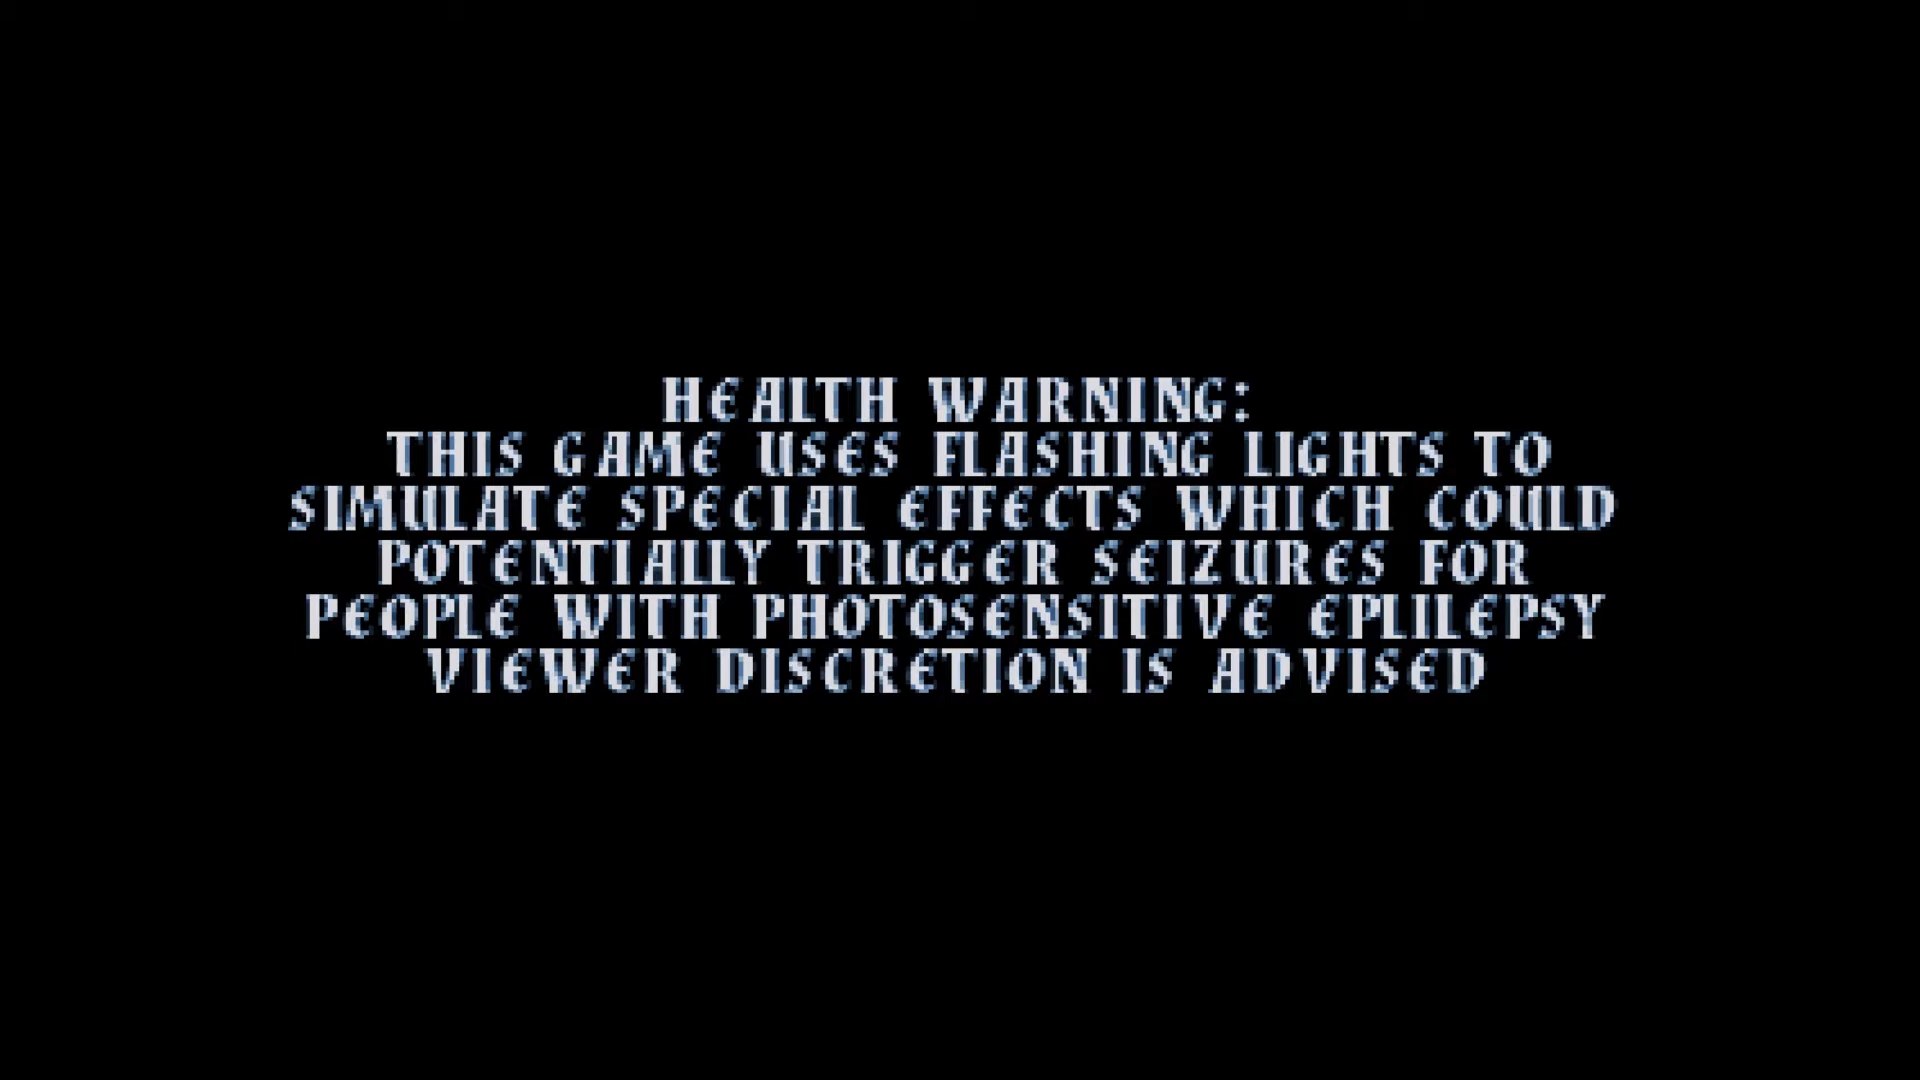 HEALTH WARNING:
THIS GAME USES FLASHING LIGHTS TO
SIMULATE SPECIAL EFFECTS WHICH COULD
POTENTIALLY TRIGGER SEIZURES FOR
PEOPLE WITH PHOTOSENSITIVE EPLILEPSY
VIEWER DISCRETION IS ADVISED